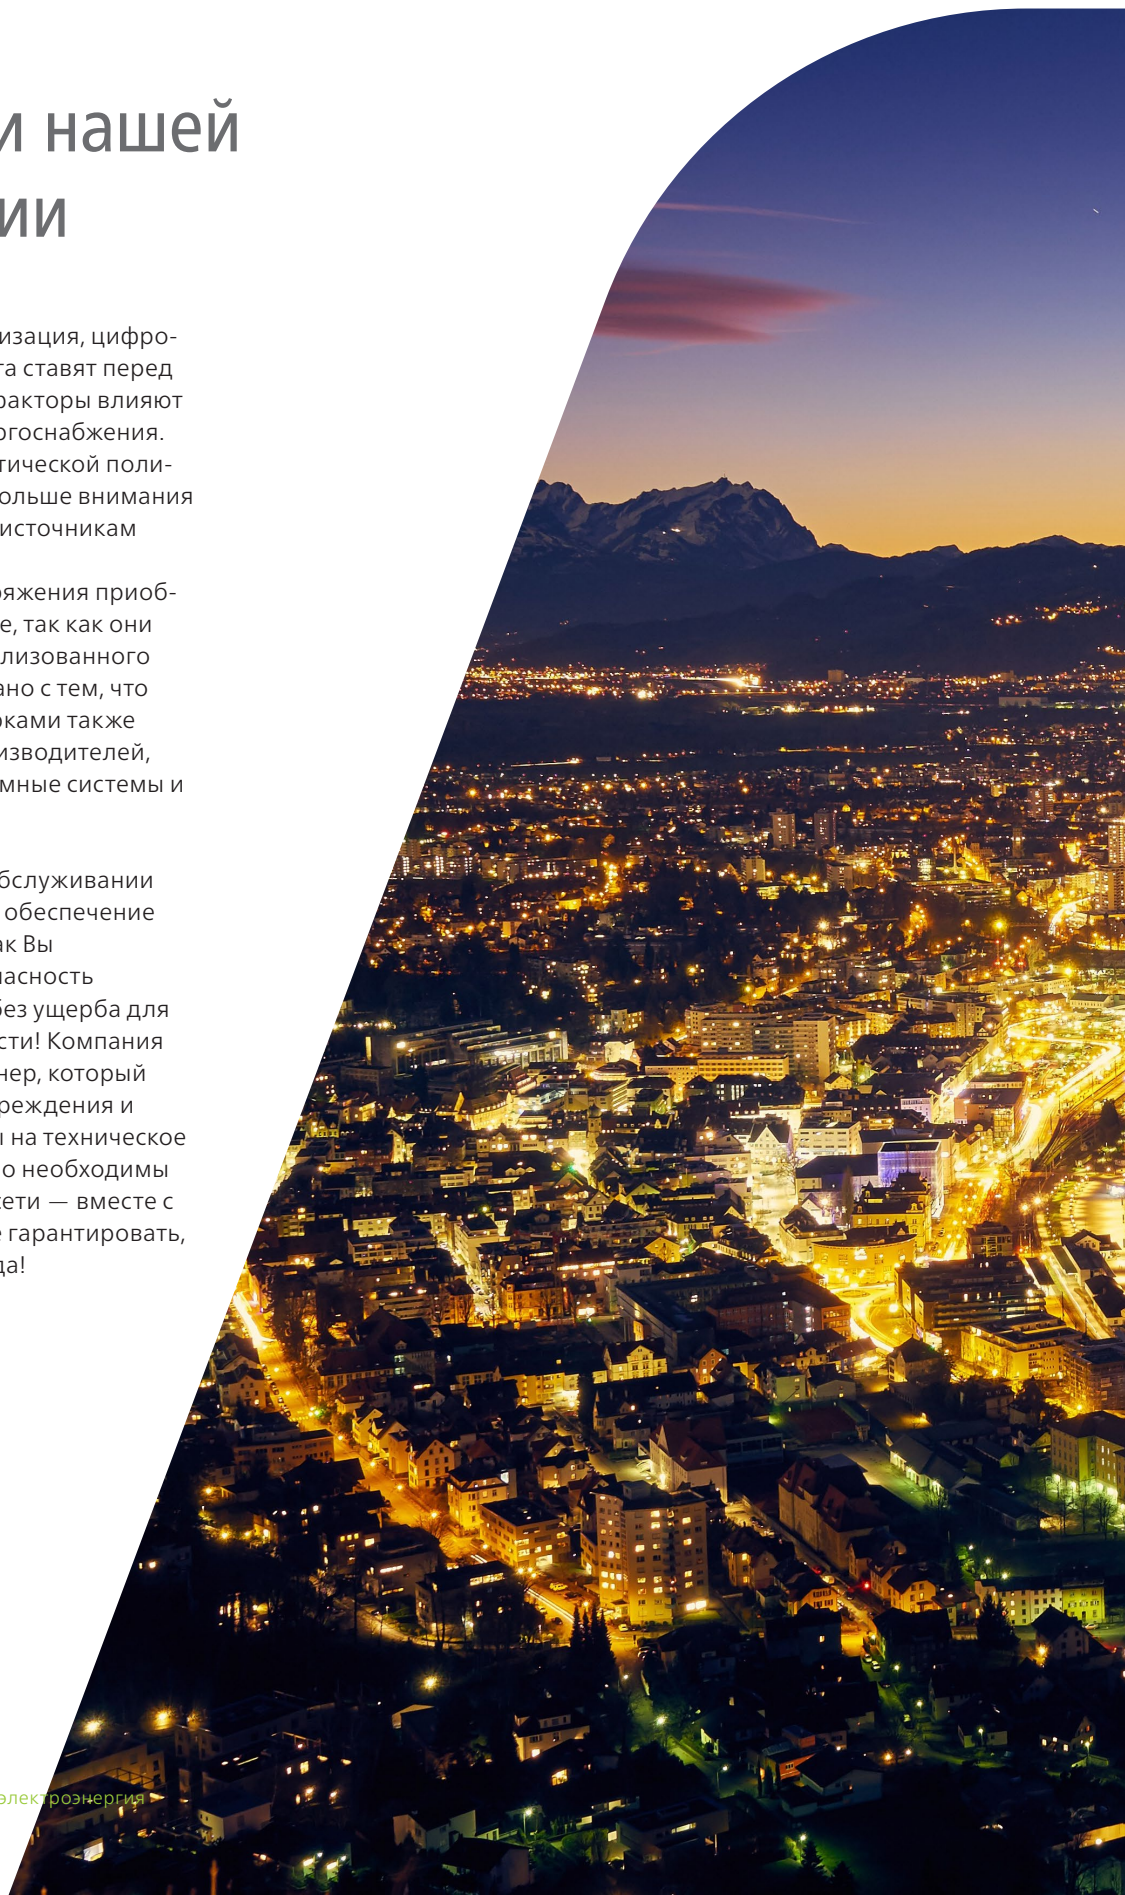 и нашей
ии
изация, цифро-
та ставят перед
факторы влияют
ргоснабжения.
тической поли-
ольше внимания
источникам
ряжения приоб-
е, так как они
лизованного
ано с тем, что
оками также
изводителей,
мные системы и
бслуживании
обеспечение
ак Вы
пасность
без ущерба для
сти! Компания
нер, который
реждения и
ы на техническое
о необходимы
сети — вместе с
е гарантировать,
да!
электроэнергия